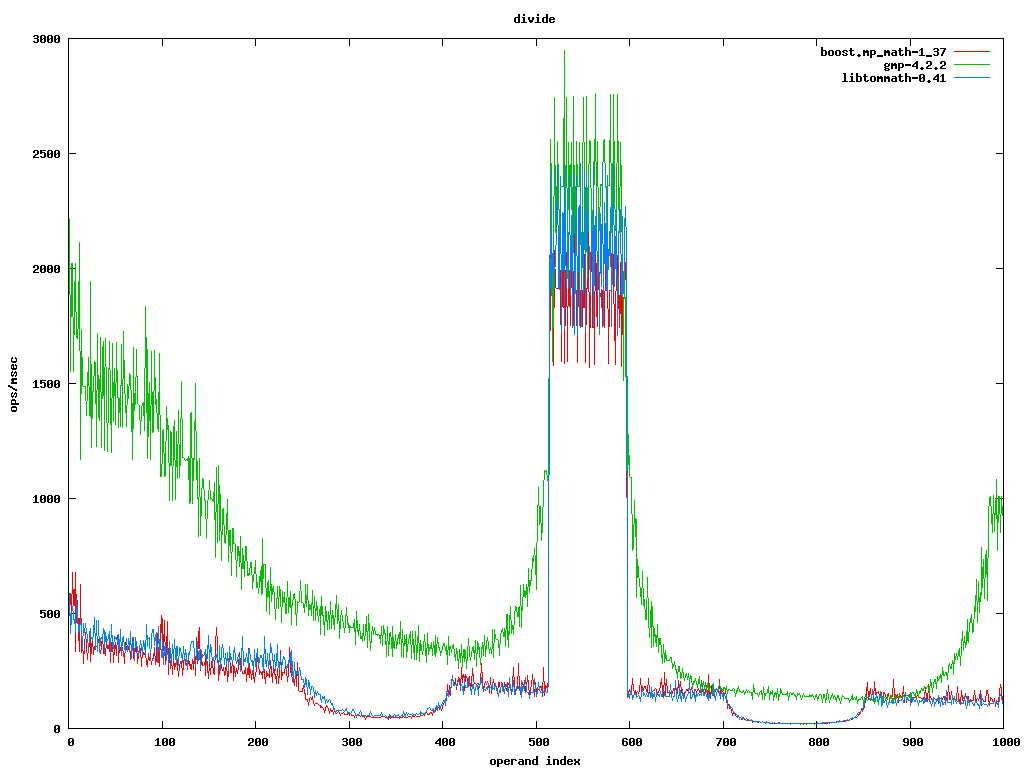 divide
boost.mp_math-1_37
gmp-4.2.2
libtommath-0.41
3000
2500
2000
1500
1000
500
0
ops/msec
0 100 200 300 400 500 600 700 800 900 1000
operand index